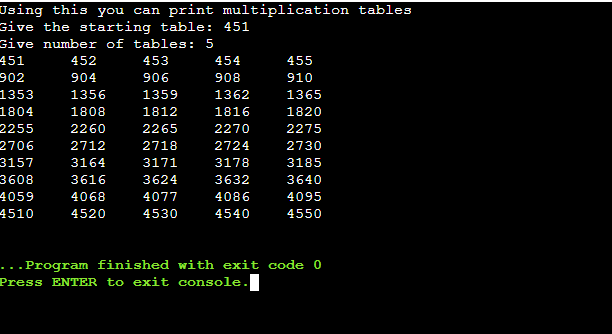 Using this you can print multiplication tables
Give the starting table: 451
Give number of tables: 5
451 452 453 454 455
902 904 906 908 910
1353 1356 1359 1362 1365
1804 1808 1812 1816 1820
2255 2260 2265 2270 2275
2706 2712 2718 2724 2730
3157 3164 3171 3178 3185
3608 3616 3624 3632 3640
4059 4068 4077 4086 4095
4510 4520 4530 4540 4550
...Program finished with exit code 0
Press ENTER to exit console.